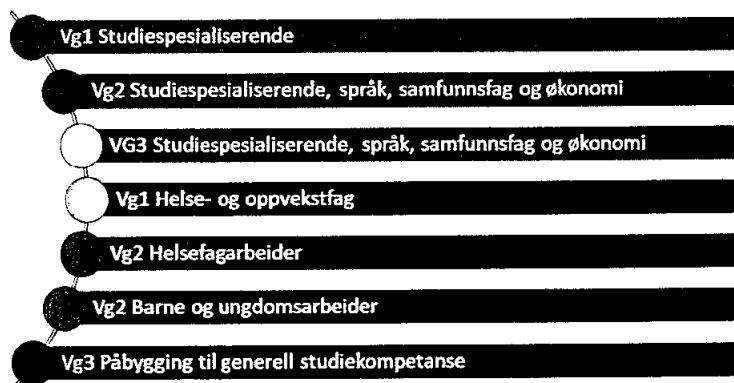 Vg1 Studiespesialiserende
Vg2 Studiespesialiserende, språk, samfunnsfag og økonomi
VG3 Studiespesialiserende, språk, samfunnsfag og økonomi
Vg1 Helse- og oppvekstfag
Vg2 Helsefagarbeider
Vg2 Barne og ungdomsarbeider
Vg3 Påbygging til generell studiekompetanse